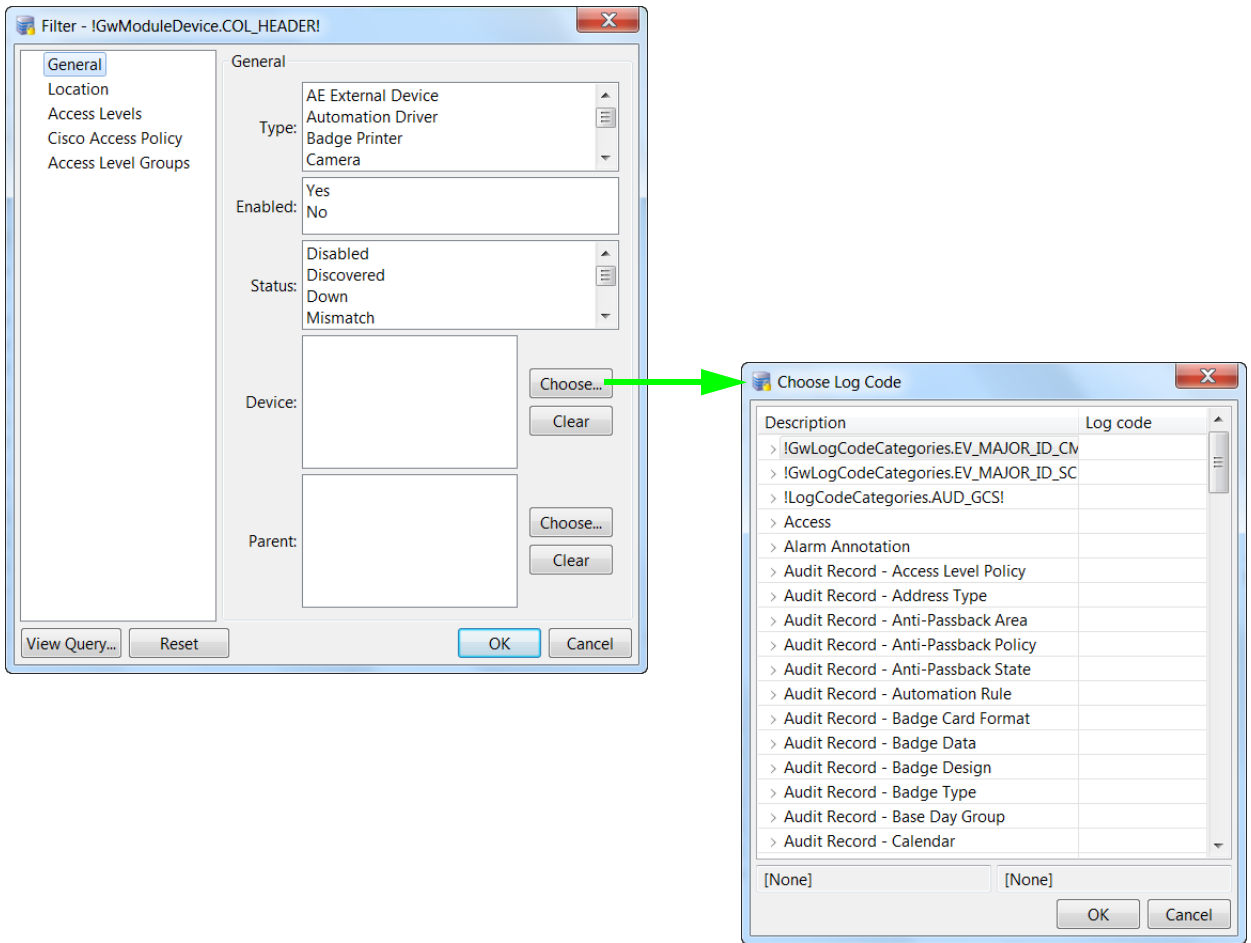 Filter - !GwModuleDevice.COL_HEADER!
General
Location
Access Levels
Cisco Access Policy
Access Level Groups
General
Type:
AE External Device
Automation Driver
Badge Printer
Camera
Enabled:
Yes
No
Status:
Disabled
Discovered
Down
Mismatch
Device:
Choose...
Clear
Parent:
Choose...
Clear
View Query...
Reset
OK
Cancel
Choose Log Code
Description
Log code
!GwLogCodeCategories.EV_MAJOR_ID_CM
!GwLogCodeCategories.EV_MAJOR_ID_SC
!LogCodeCategories.AUD_GCS!
Access
Alarm Annotation
Audit Record - Access Level Policy
Audit Record - Address Type
Audit Record - Anti-Passback Area
Audit Record - Anti-Passback Policy
Audit Record - Anti-Passback State
Audit Record - Automation Rule
Audit Record - Badge Card Format
Audit Record - Badge Data
Audit Record - Badge Design
Audit Record - Badge Type
Audit Record - Base Day Group
Audit Record - Calendar
[None]
[None]
OK
Cancel